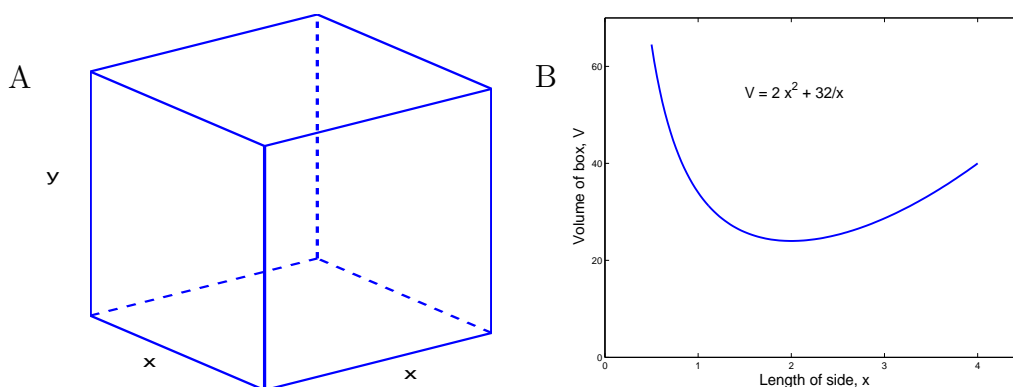 A
y
x
x
B
V = 2 x² + 32/x
Volume of box, V
60
40
20
0
0 1 2 3 4
Length of side, x